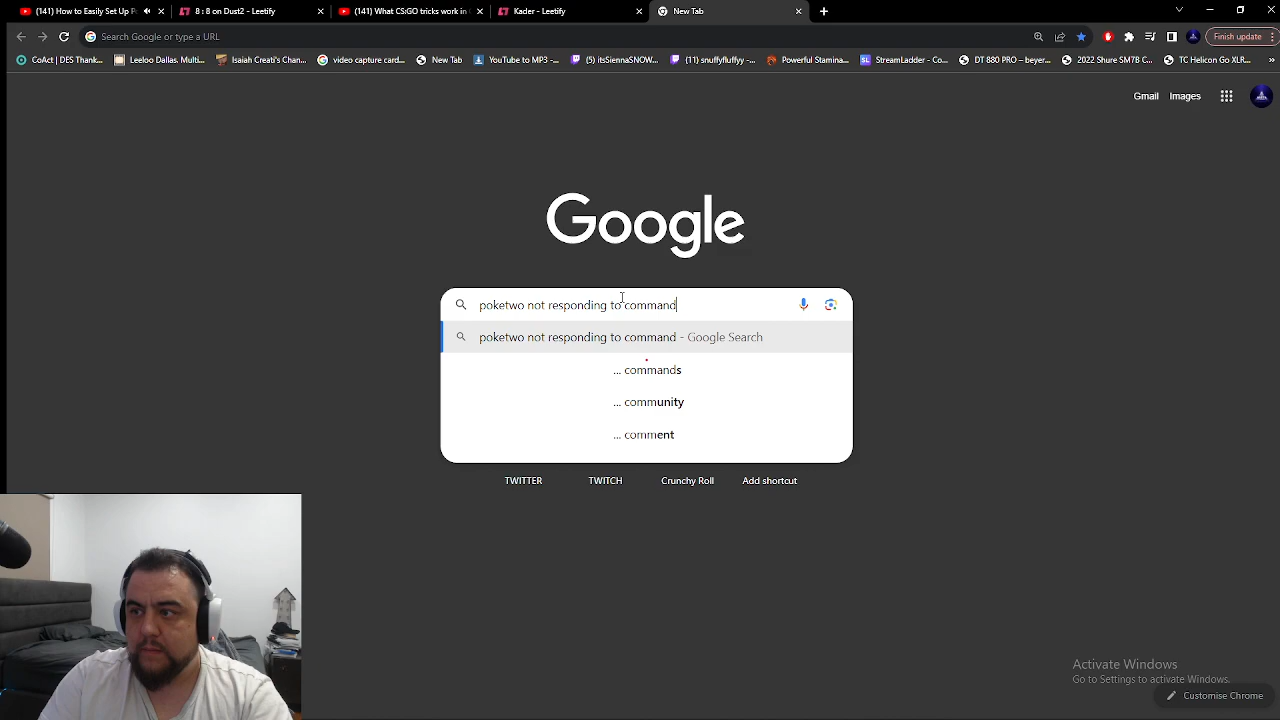 (141) How to Easily Set Up Po
8 : 8 on Dust2 - Leetify
(141) What CS:GO tricks work in C
Kader - Leetify
New Tab
Search Google or type a URL
Finish update
CoAct | DES Thank...
Leeloo Dallas. Multi...
Isaiah Creati's Chan...
video capture card...
New Tab
YouTube to MP3 -...
(5) itsSiennaSNOW...
(11) snuffyfluffyy -...
Powerful Stamina...
SL StreamLadder - Co...
DT 880 PRO – beyer...
2022 Shure SM7B C...
TC Helicon Go XLR...
»
Gmail
Images
Google
poketwo not responding to command
poketwo not responding to command - Google Search
... commands
... community
... comment
TWITTER
TWITCH
Crunchy Roll
Add shortcut
Activate Windows
Go to Settings to activate Windows.
Customise Chrome